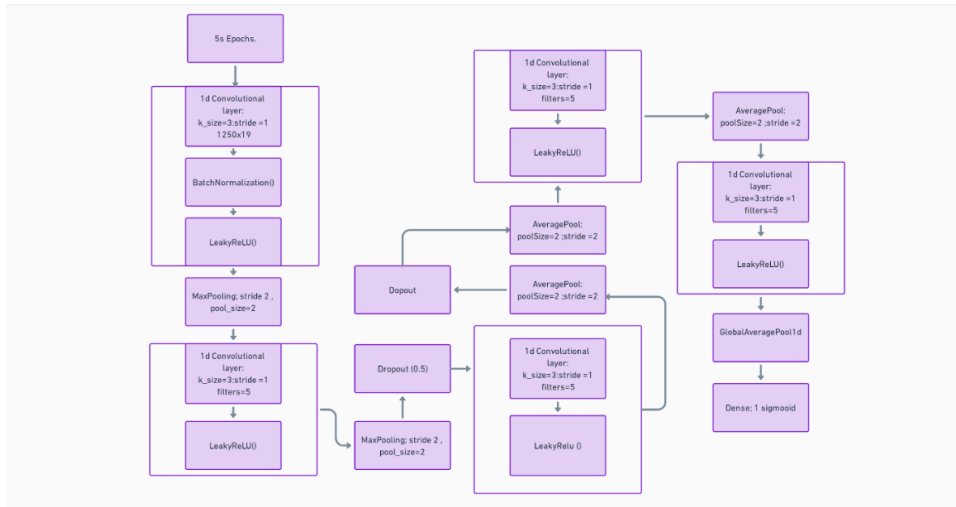 5s Epochs.
1d Convolutional
layer:
k_size=3:stride =1
1250x19
BatchNormalization()
LeakyReLU()
MaxPooling; stride 2 ,
pool_size=2
1d Convolutional
layer:
k_size=3:stride =1
filters=5
LeakyReLU()
MaxPooling; stride 2 ,
pool_size=2
Dropout (0.5)
1d Convolutional
layer:
k_size=3:stride =1
filters=5
LeakyRelu ()
AveragePool:
poolSize=2 ;stride =2
Dopout
AveragePool:
poolSize=2 ;stride =2
1d Convolutional
layer:
k_size=3:stride =1
filters=5
LeakyReLU()
AveragePool:
poolSize=2 ;stride =2
1d Convolutional
layer:
k_size=3:stride =1
filters=5
LeakyReLU()
GlobalAveragePool1d
Dense; 1 sigmooid